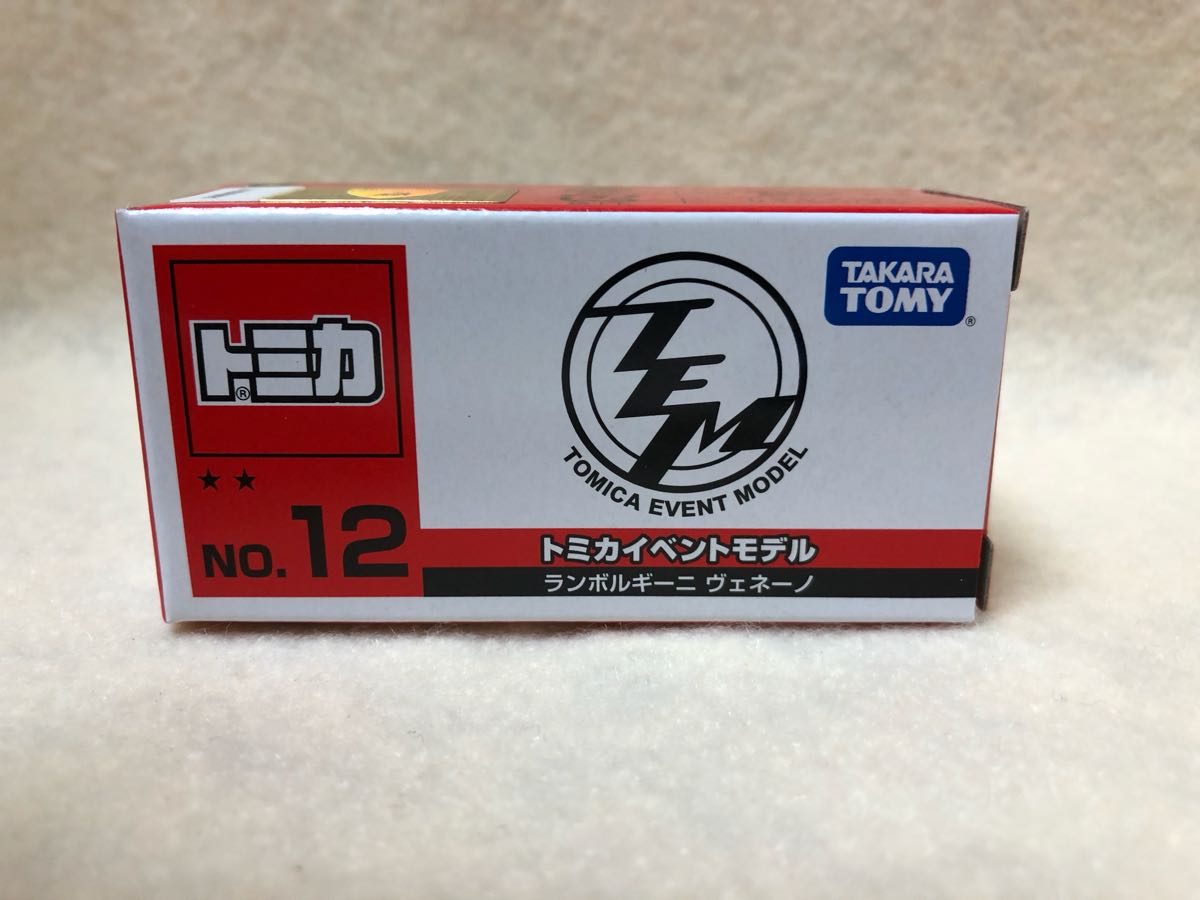 トミカ®
★★
NO.12
TEM
TOMICA EVENT MODEL
TAKARA
TOMY®
トミカイベントモデル
ランボルギーニ ヴェネーノ